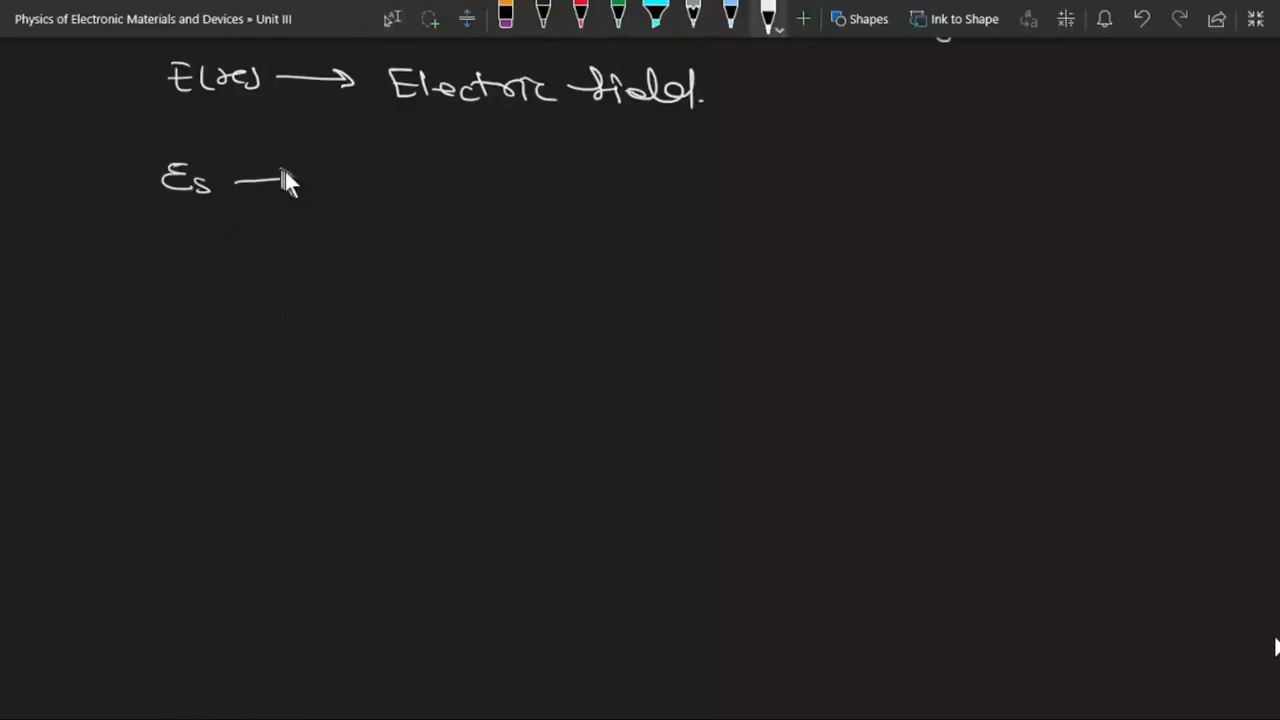 Physics of Electronic Materials and Devices » Unit III
Shapes
Ink to Shape
E(x) → Electric field.
Es —